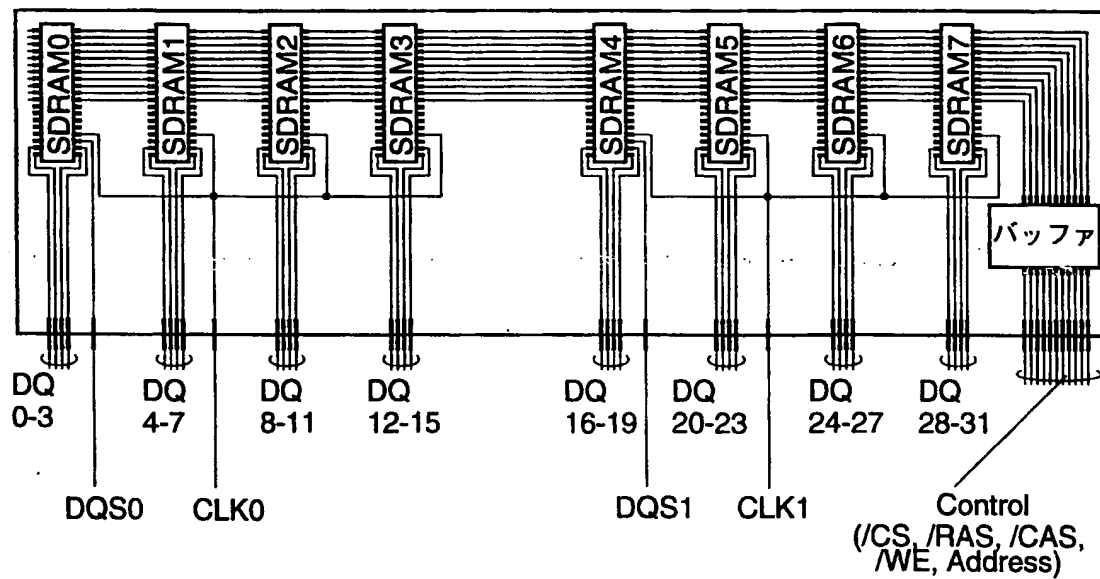 SDRAM0
SDRAM1
SDRAM2
SDRAM3
SDRAM4
SDRAM5
SDRAM6
SDRAM7
バッファ
DQ
0-3
DQ
4-7
DQ
8-11
DQ
12-15
DQ
16-19
DQ
20-23
DQ
24-27
DQ
28-31
DQS0
CLK0
DQS1
CLK1
Control
(/CS, /RAS, /CAS,
/WE, Address)